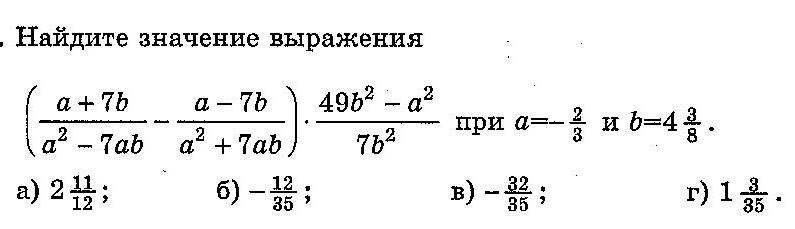 . Найдите значение выражения
(a + 7b / a² − 7ab − a − 7b / a² + 7ab) · 49b² − a² / 7b² при a=−2/3 и b=4 3/8 .
а) 2 11/12 ; б) −12/35 ; в) −32/35 ; г) 1 3/35 .